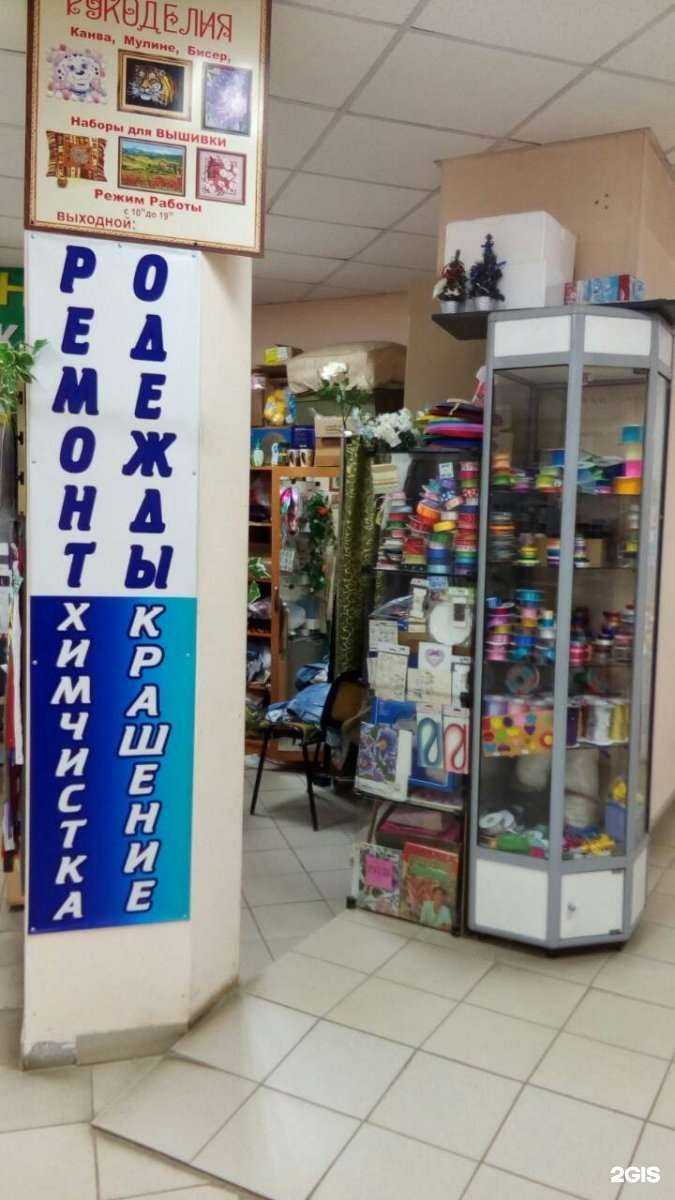 РУКОДЕЛИЯ
Канва, Мулине, Бисер,
Наборы для ВЫШИВКИ
Режим Работы
с 10°° до 19°°
ВЫХОДНОЙ:
РЕМОНТ
ОДЕЖДЫ
ХИМЧИСТКА
КРАШЕНИЕ
2GIS